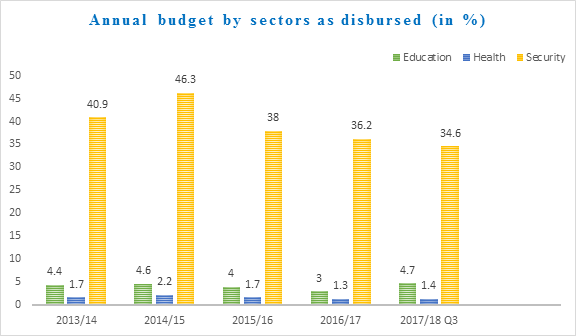 Annual budget by sectors as disbursed (in %)
Education Health Security
50
45
40
35
30
25
20
15
10
5
0
4.4 1.7 40.9
4.6 2.2 46.3
4 1.7 38
3 1.3 36.2
4.7 1.4 34.6
2013/14 2014/15 2015/16 2016/17 2017/18 Q3